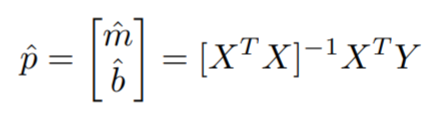 p̂ = [m̂ b̂] = [XᵀX]⁻¹XᵀY